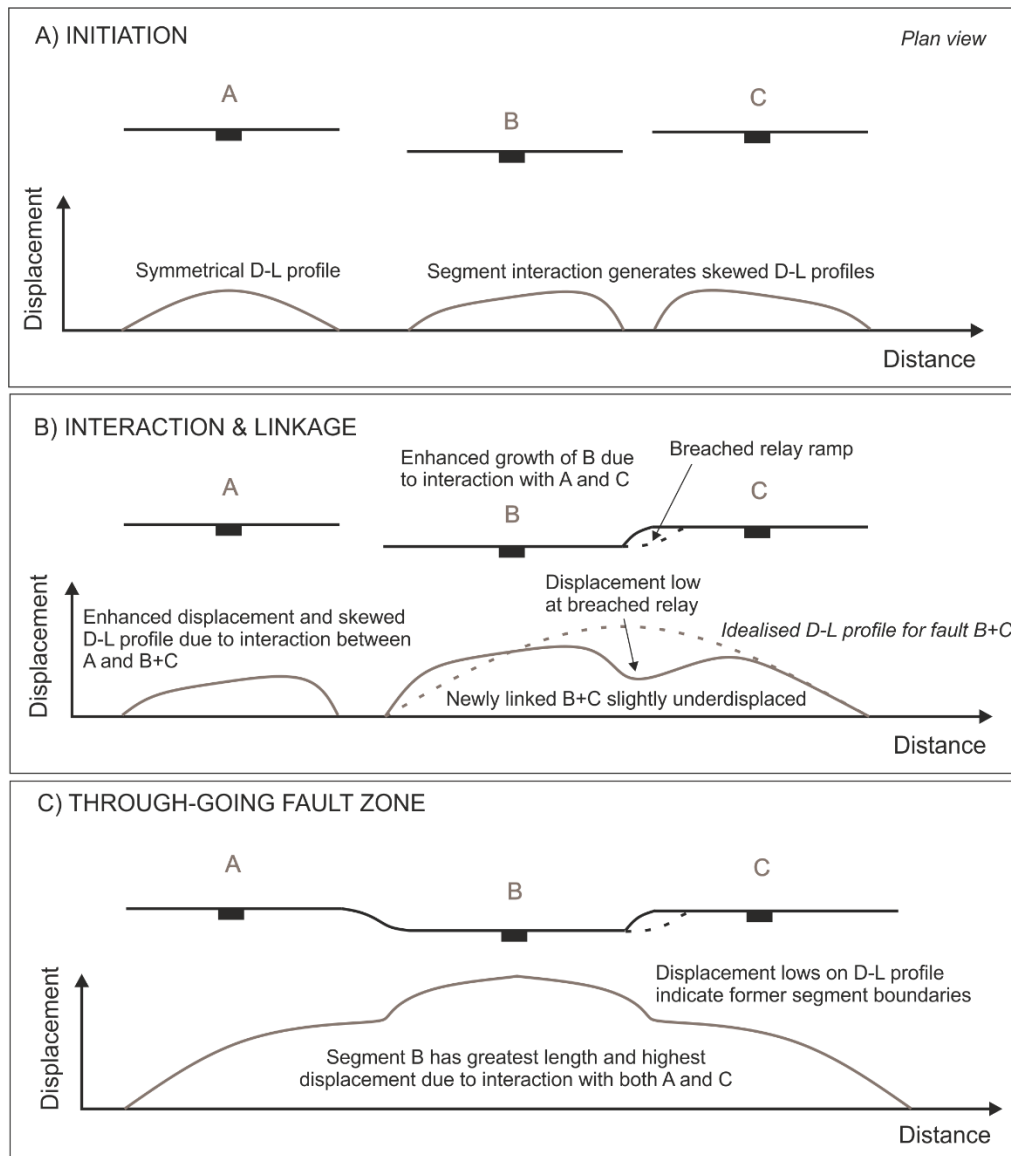 A) INITIATION
Plan view
A
B
C
Displacement
Symmetrical D-L profile
Segment interaction generates skewed D-L profiles
Distance
B) INTERACTION & LINKAGE
Enhanced growth of B due
to interaction with A and C
Breached relay ramp
A
B
C
Displacement
Enhanced displacement and skewed
D-L profile due to interaction between
A and B+C
Displacement low
at breached relay
Idealised D-L profile for fault B+C
Newly linked B+C slightly underdisplaced
Distance
C) THROUGH-GOING FAULT ZONE
A
B
C
Displacement
Displacement lows on D-L profile
indicate former segment boundaries
Segment B has greatest length and highest
displacement due to interaction with both A and C
Distance